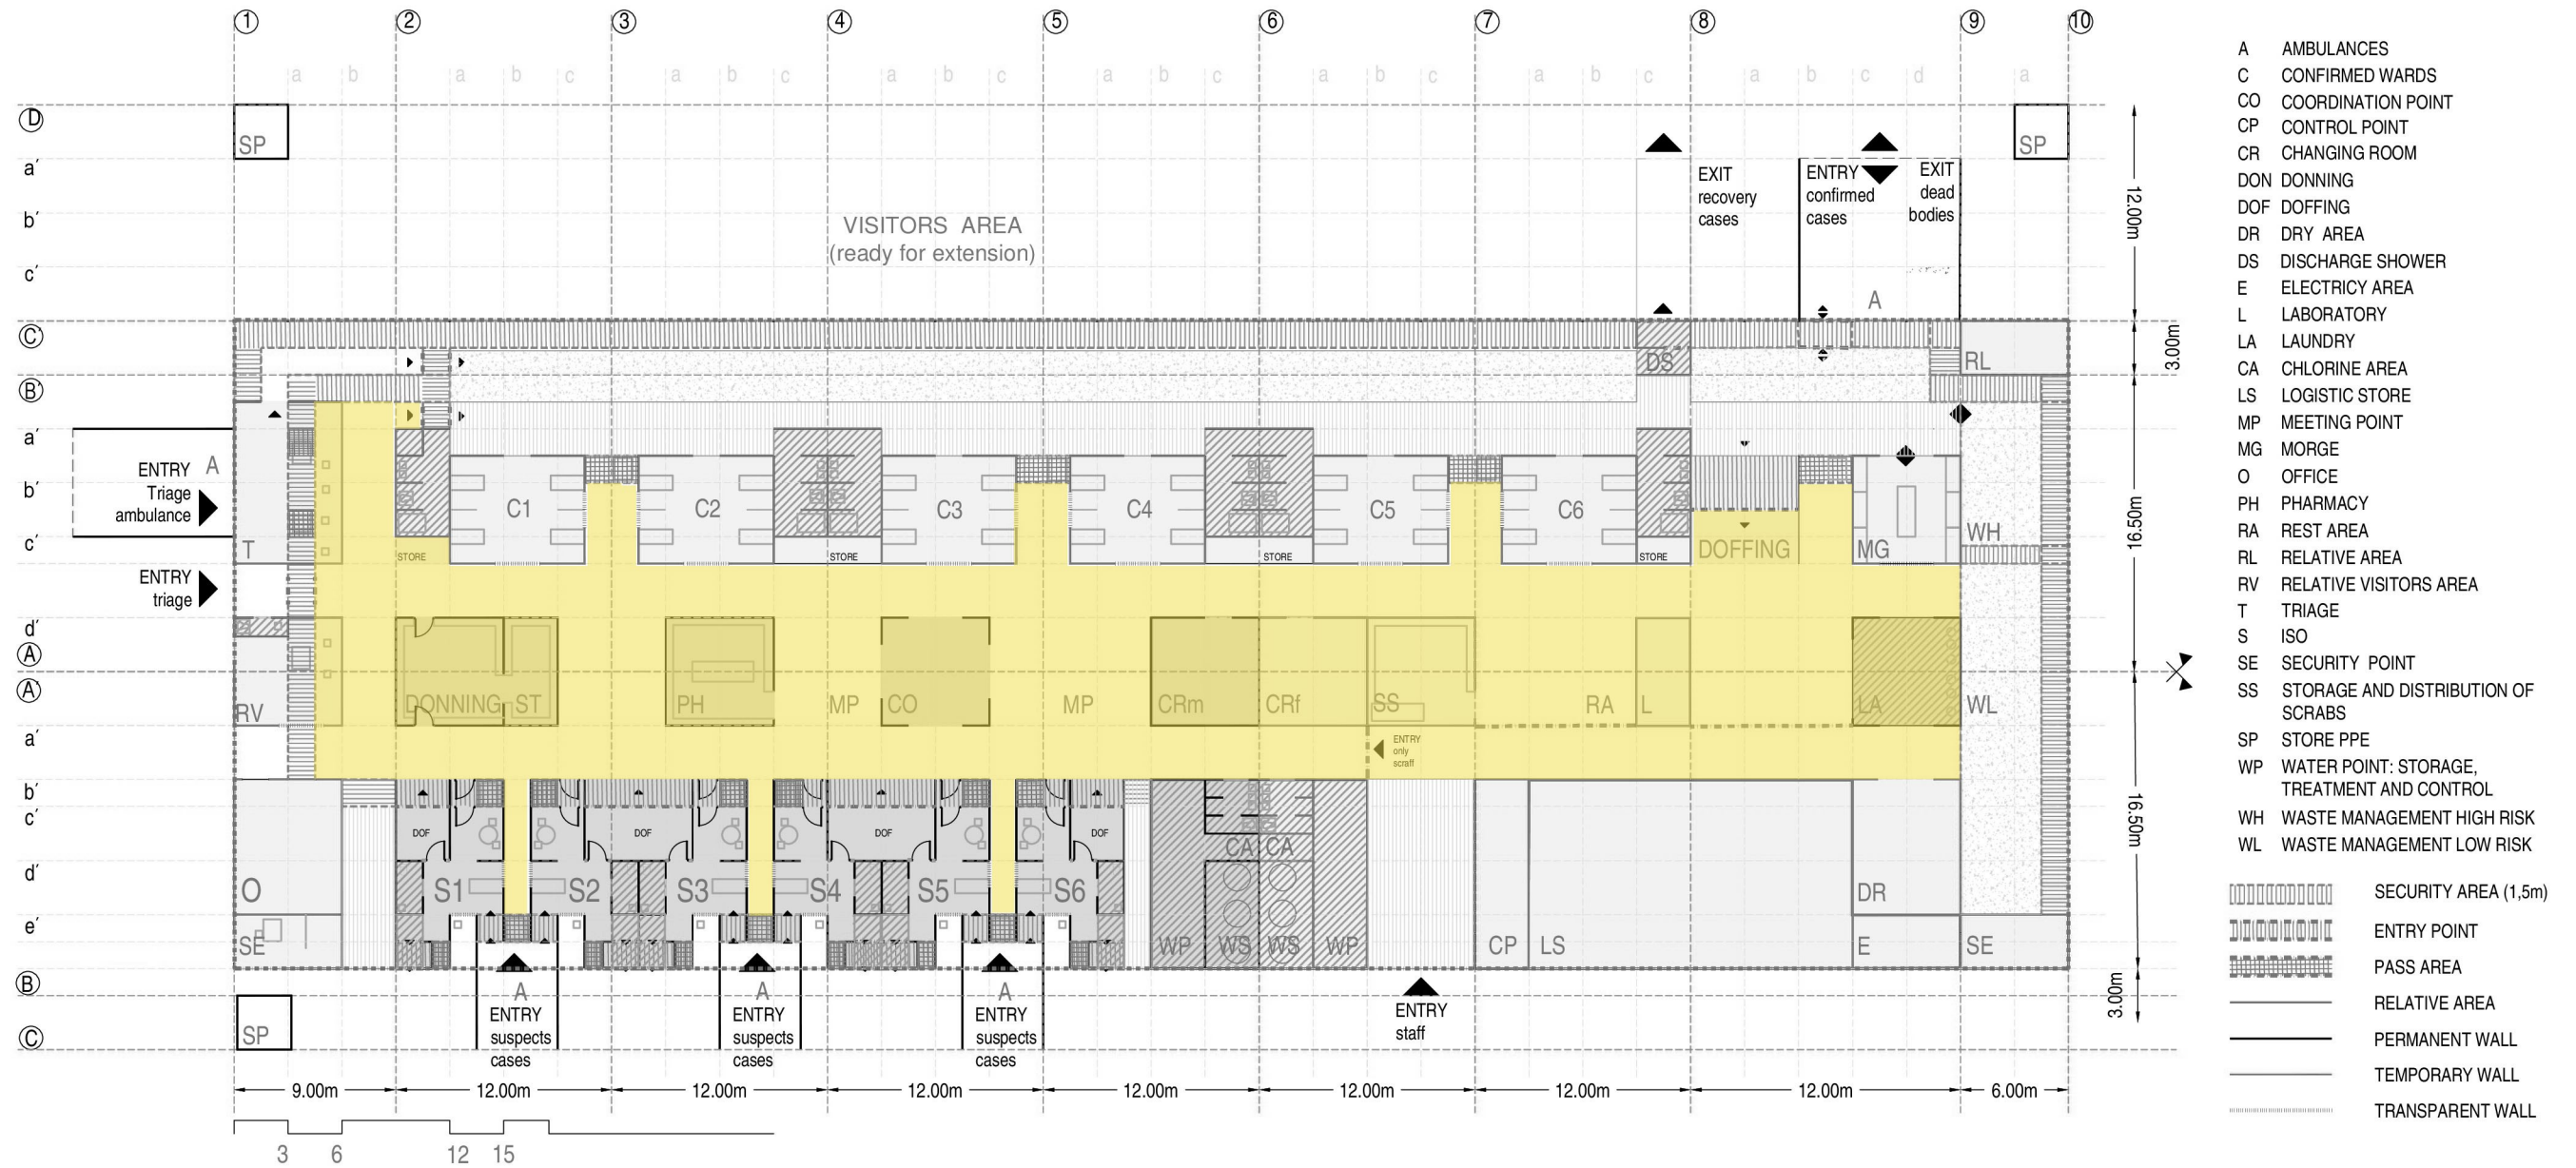 1 2 3 4 5 6 7 8 9 10
a b a b c a b c a b c a b c a b c a b c a b c d a
D
SP
SP
a'
b'
c'
VISITORS AREA
(ready for extension)
EXIT
recovery
cases
ENTRY
confirmed
cases
EXIT
dead
bodies
A
12.00m
C
DS
RL
3.00m
B
a'
b'
c'
ENTRY A
Triage
ambulance
T
C1
C2
C3
C4
C5
C6
STORE
STORE
STORE
STORE
DOFFING
MG
WH
16.50m
ENTRY
triage
d'
A
A
a'
RV
DONNING
ST
PH
MP
CO
MP
CRm
CRf
SS
RA
L
LA
WL
ENTRY
only
scraff
b'
c'
d'
e'
DOF
DOF
DOF
DOF
O
S1
S2
S3
S4
S5
S6
CA CA
DR
16.50m
SE
WP
WS
WS
WP
CP
LS
E
SE
B
C
SP
A
ENTRY
suspects
cases
A
ENTRY
suspects
cases
A
ENTRY
suspects
cases
ENTRY
staff
3.00m
9.00m 12.00m 12.00m 12.00m 12.00m 12.00m 12.00m 12.00m 6.00m
3 6 12 15
A AMBULANCES
C CONFIRMED WARDS
CO COORDINATION POINT
CP CONTROL POINT
CR CHANGING ROOM
DON DONNING
DOF DOFFING
DR DRY AREA
DS DISCHARGE SHOWER
E ELECTRICY AREA
L LABORATORY
LA LAUNDRY
CA CHLORINE AREA
LS LOGISTIC STORE
MP MEETING POINT
MG MORGE
O OFFICE
PH PHARMACY
RA REST AREA
RL RELATIVE AREA
RV RELATIVE VISITORS AREA
T TRIAGE
S ISO
SE SECURITY POINT
SS STORAGE AND DISTRIBUTION OF
SCRABS
SP STORE PPE
WP WATER POINT: STORAGE,
TREATMENT AND CONTROL
WH WASTE MANAGEMENT HIGH RISK
WL WASTE MANAGEMENT LOW RISK
SECURITY AREA (1,5m)
ENTRY POINT
PASS AREA
RELATIVE AREA
PERMANENT WALL
TEMPORARY WALL
TRANSPARENT WALL